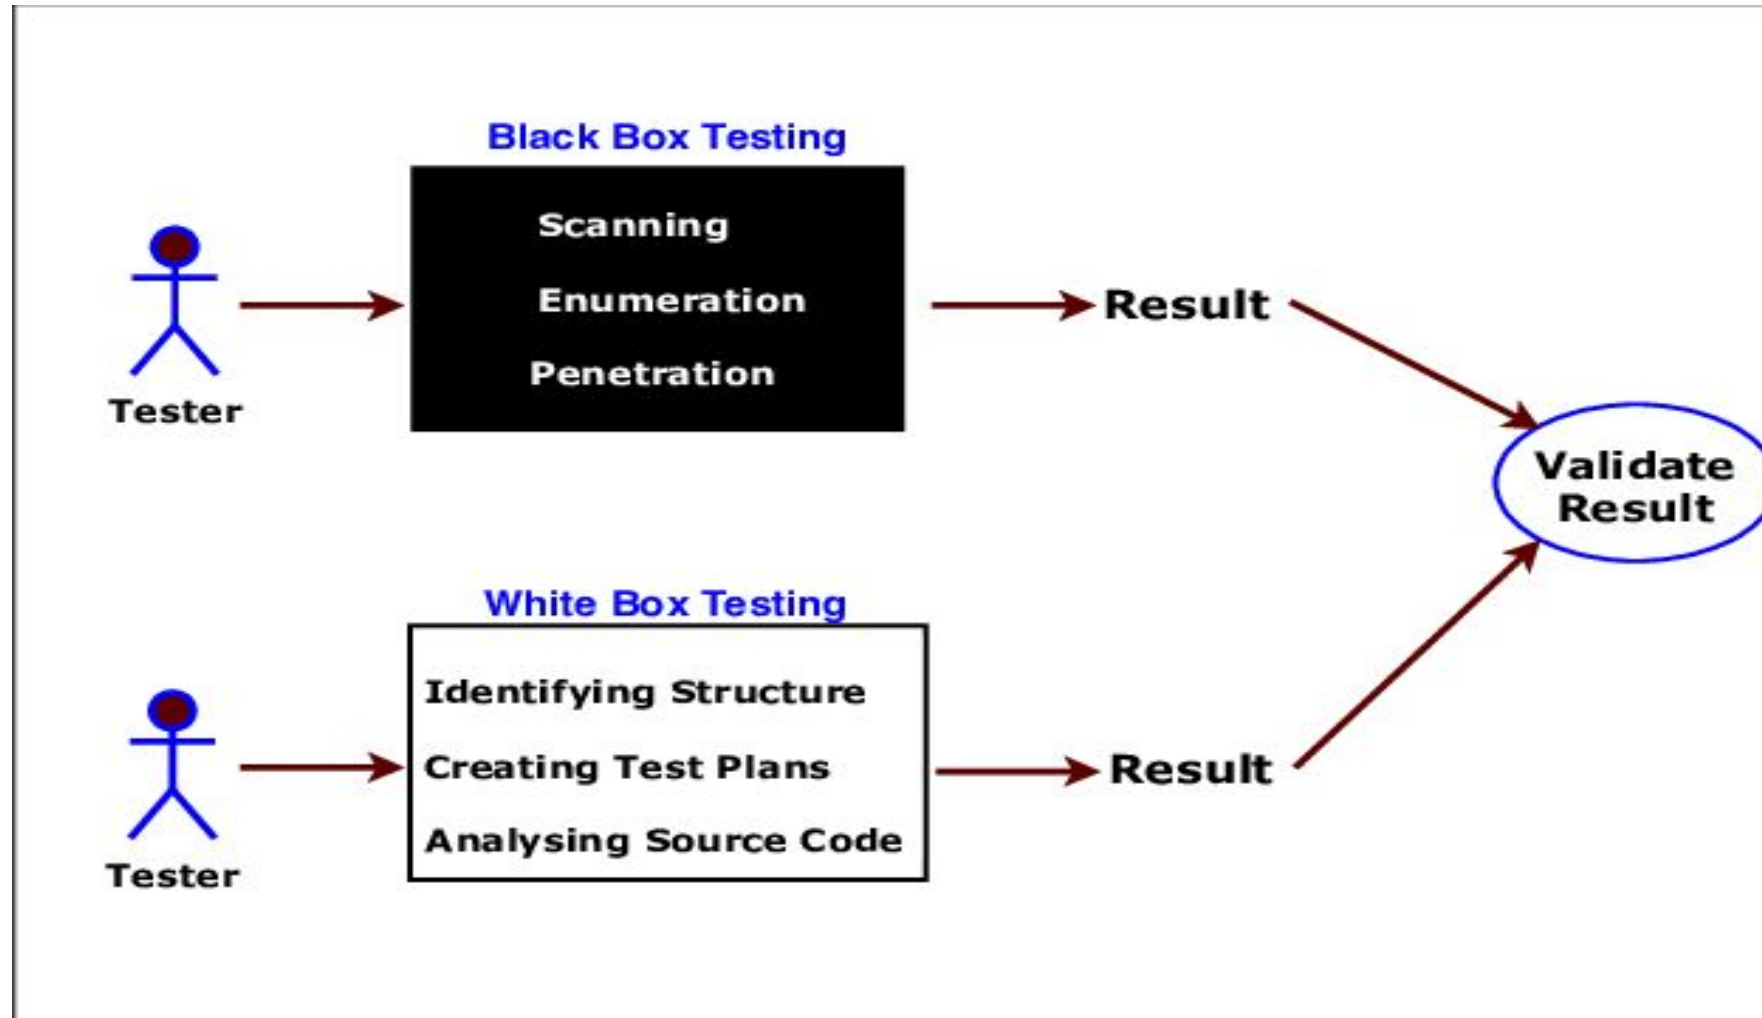 Black Box Testing
Scanning
Enumeration
Penetration
Tester
Result
Validate
Result
White Box Testing
Identifying Structure
Creating Test Plans
Analysing Source Code
Tester
Result